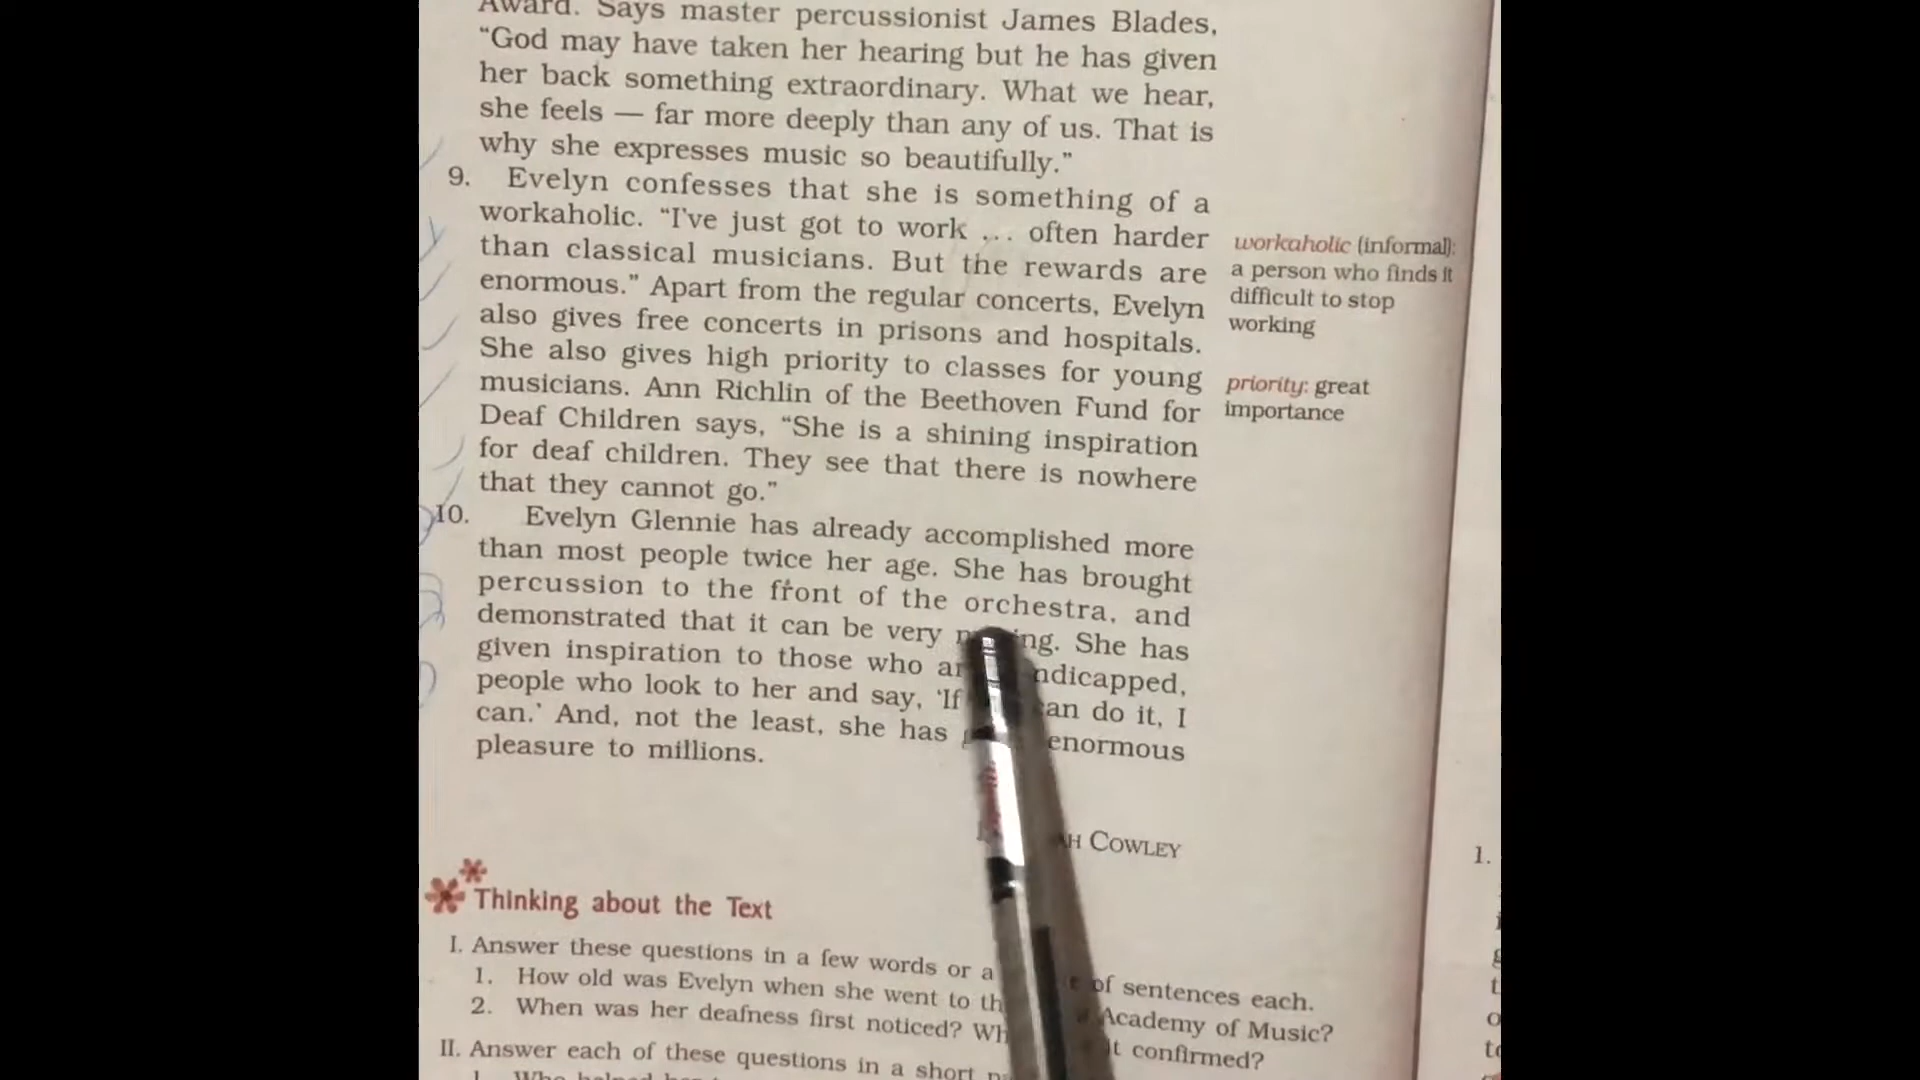 Award. Says master percussionist James Blades,
“God may have taken her hearing but he has given
her back something extraordinary. What we hear,
she feels — far more deeply than any of us. That is
why she expresses music so beautifully.”
9. Evelyn confesses that she is something of a
workaholic. “I’ve just got to work ... often harder
than classical musicians. But the rewards are
enormous.” Apart from the regular concerts, Evelyn
also gives free concerts in prisons and hospitals.
She also gives high priority to classes for young
musicians. Ann Richlin of the Beethoven Fund for
Deaf Children says, “She is a shining inspiration
for deaf children. They see that there is nowhere
that they cannot go.”
workaholic (informal):
a person who finds it
difficult to stop
working
priority: great
importance
10. Evelyn Glennie has already accomplished more
than most people twice her age. She has brought
percussion to the front of the orchestra, and
demonstrated that it can be very She has
given inspiration to those who
people who look to her and say, ‘If can do it, I
can.’ And, not the least, she has enormous
pleasure to millions.
COWLEY
Thinking about the Text
I. Answer these questions in a few words or a of sentences each.
1. How old was Evelyn when she went to Academy of Music?
2. When was her deafness first noticed? it confirmed?
II. Answer each of these questions in a short
1.
1.